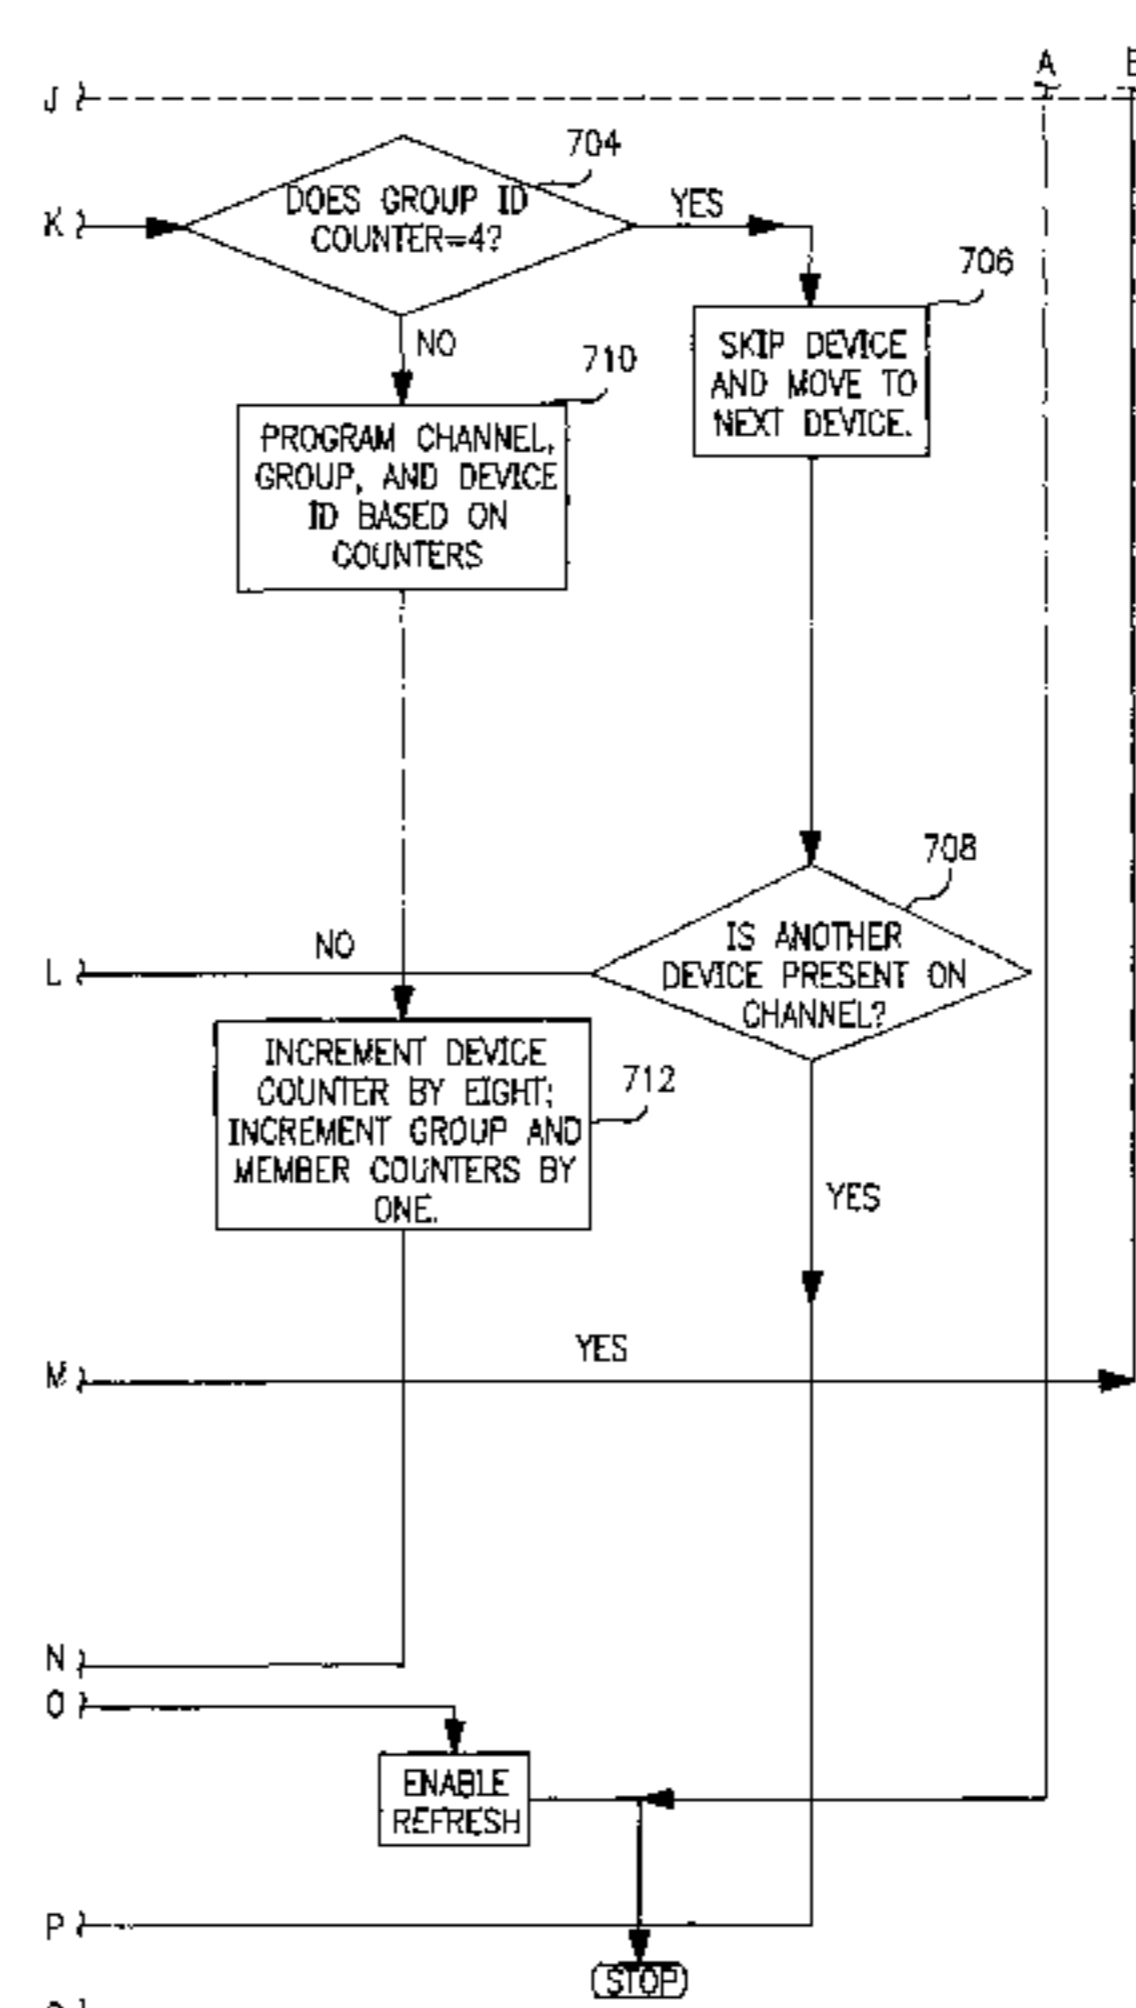 A
J
704
DOES GROUP ID
COUNTER=4?
YES
K
706
NO
SKIP DEVICE
AND MOVE TO
NEXT DEVICE.
710
PROGRAM CHANNEL,
GROUP, AND DEVICE
ID BASED ON
COUNTERS
708
NO
IS ANOTHER
DEVICE PRESENT ON
CHANNEL?
L
INCREMENT DEVICE
COUNTER BY EIGHT;
INCREMENT GROUP AND
MEMBER COUNTERS BY
ONE.
712
YES
YES
M
N
O
ENABLE
REFRESH
P
STOP